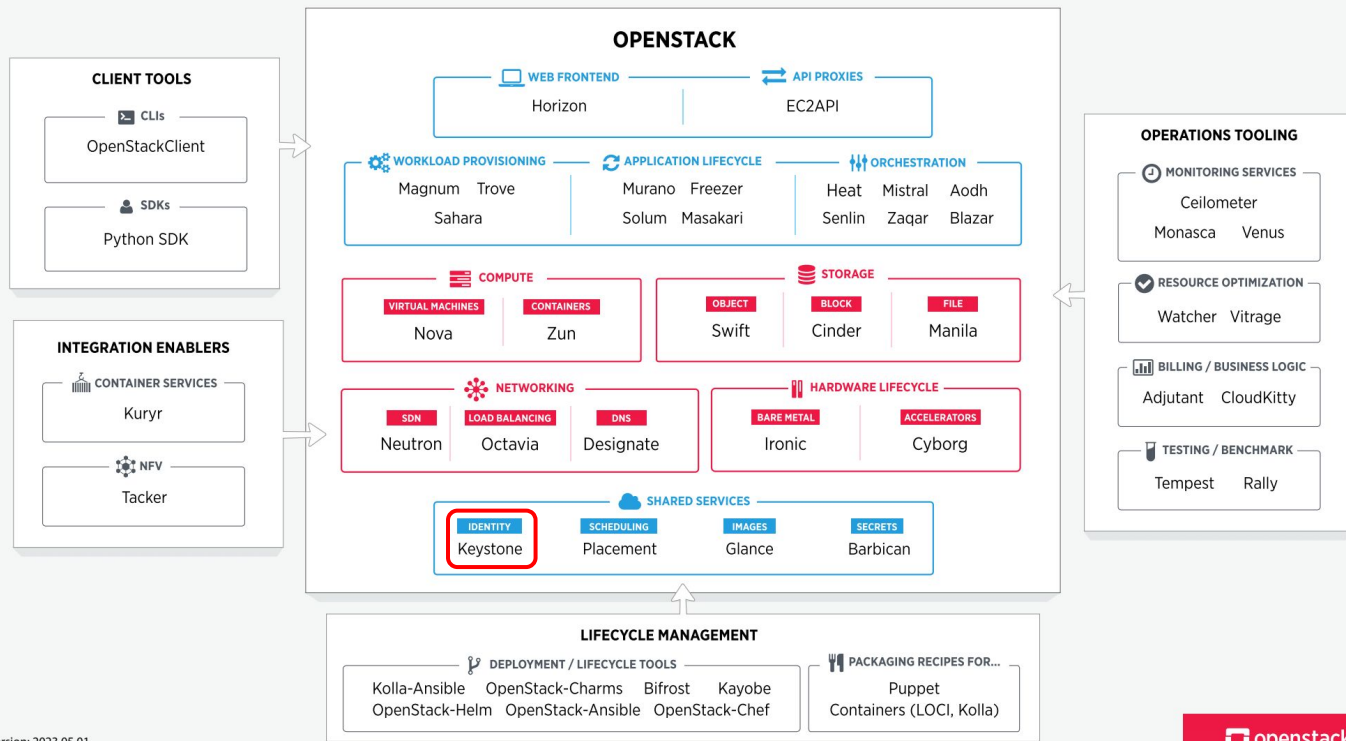 OPENSTACK
WEB FRONTEND
Horizon
API PROXIES
EC2API
WORKLOAD PROVISIONING
Magnum Trove
Sahara
APPLICATION LIFECYCLE
Murano Freezer
Solum Masakari
ORCHESTRATION
Heat Mistral Aodh
Senlin Zaqar Blazar
COMPUTE
VIRTUAL MACHINES
Nova
CONTAINERS
Zun
STORAGE
OBJECT
Swift
BLOCK
Cinder
FILE
Manila
NETWORKING
SDN
Neutron
LOAD BALANCING
Octavia
DNS
Designate
HARDWARE LIFECYCLE
BARE METAL
Ironic
ACCELERATORS
Cyborg
SHARED SERVICES
IDENTITY
Keystone
SCHEDULING
Placement
IMAGES
Glance
SECRETS
Barbican
CLIENT TOOLS
CLIs
OpenStackClient
SDKs
Python SDK
INTEGRATION ENABLERS
CONTAINER SERVICES
Kuryr
NFV
Tacker
OPERATIONS TOOLING
MONITORING SERVICES
Ceilometer
Monasca Venus
RESOURCE OPTIMIZATION
Watcher Vitrage
BILLING / BUSINESS LOGIC
Adjutant CloudKitty
TESTING / BENCHMARK
Tempest Rally
LIFECYCLE MANAGEMENT
DEPLOYMENT / LIFECYCLE TOOLS
Kolla-Ansible OpenStack-Charms Bifrost Kayobe
OpenStack-Helm OpenStack-Ansible OpenStack-Chef
PACKAGING RECIPES FOR...
Puppet
Containers (LOCI, Kolla)
openstack